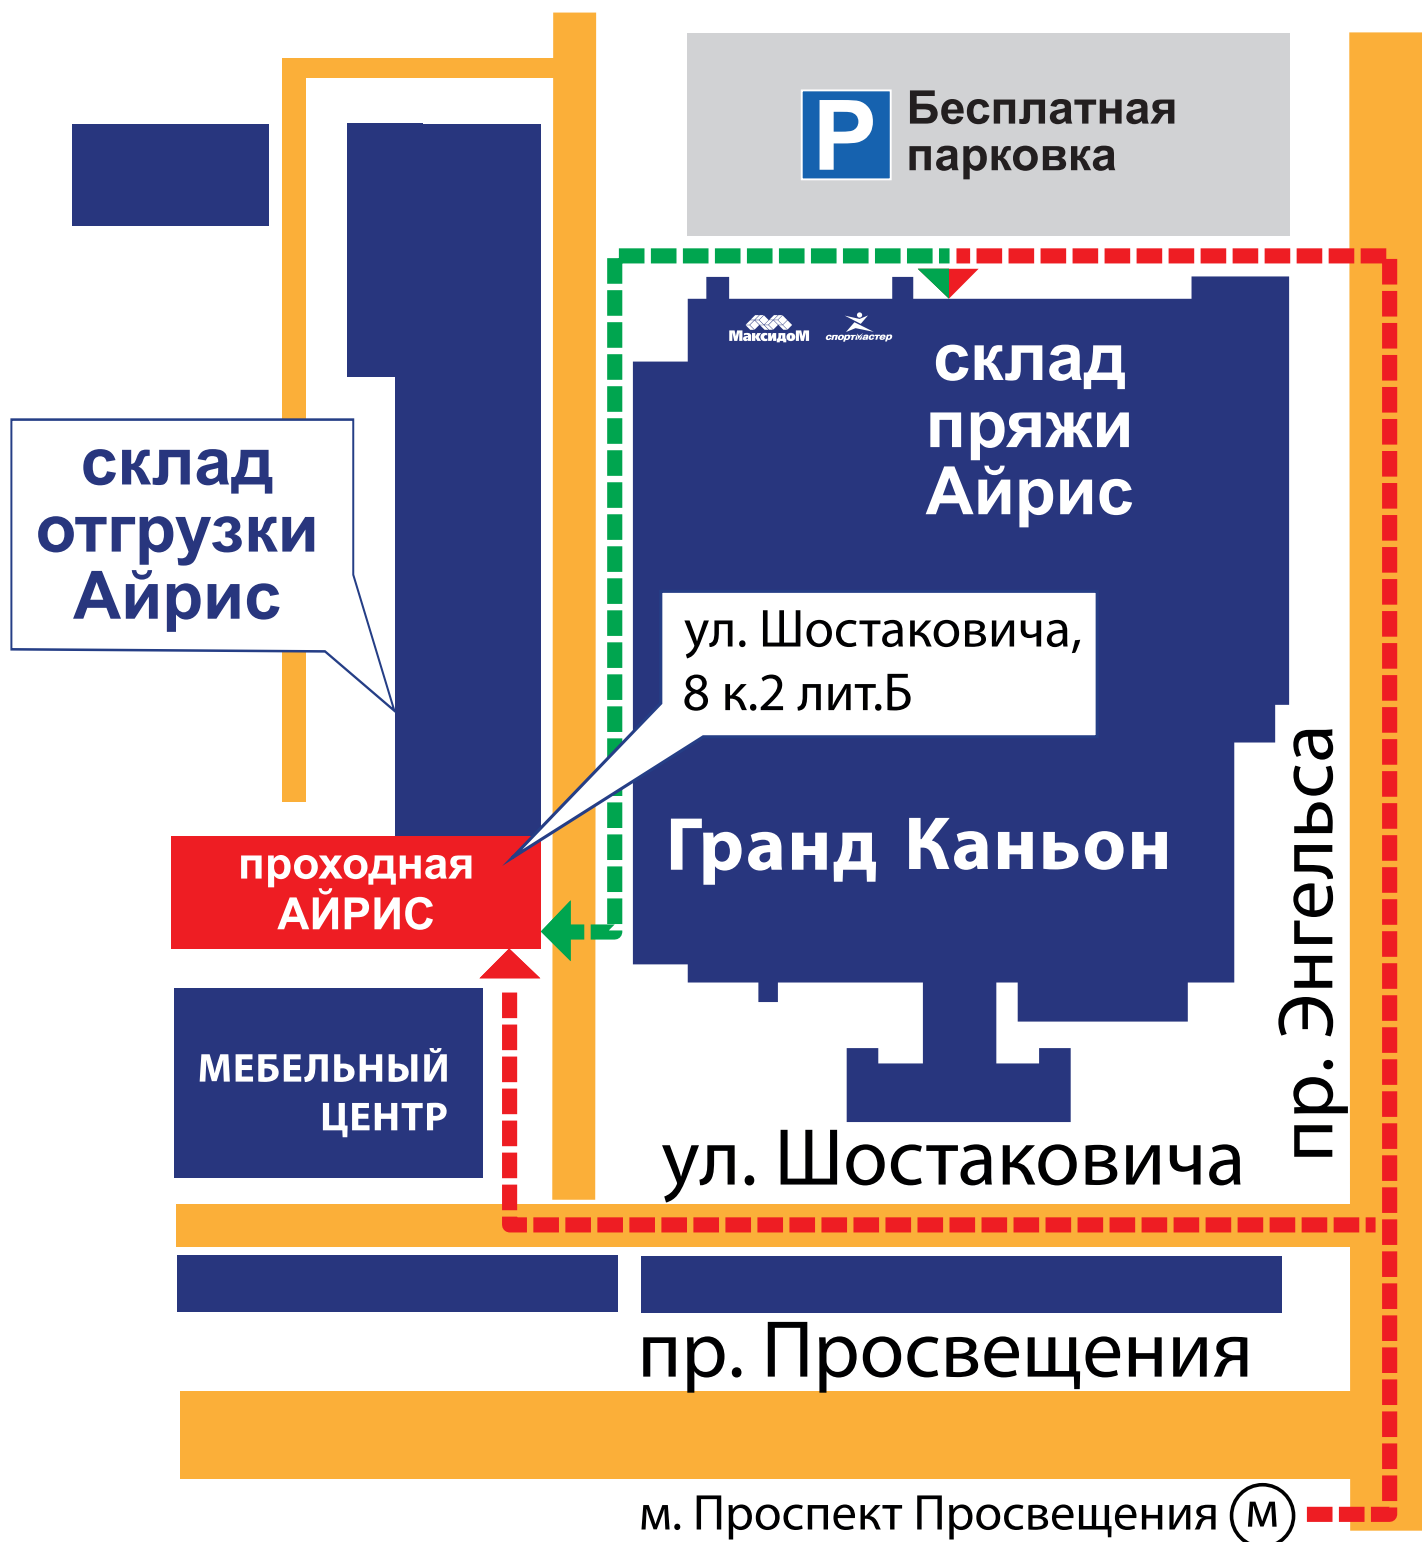 P
Бесплатная
парковка
МаксидоМ
спортмастер
склад
пряжи
Айрис
склад
отгрузки
Айрис
ул. Шостаковича,
8 к.2 лит.Б
Гранд Каньон
проходная
АЙРИС
пр. Энгельса
МЕБЕЛЬНЫЙ
ЦЕНТР
ул. Шостаковича
пр. Просвещения
м. Проспект Просвещения М